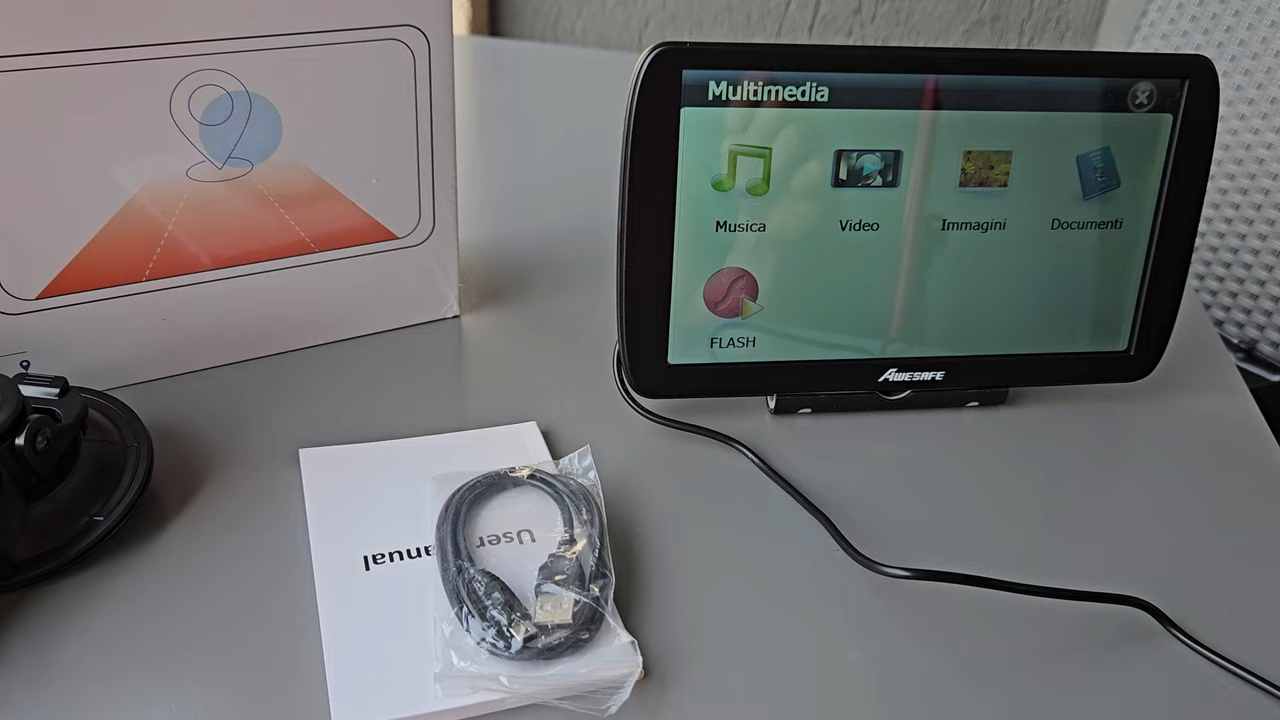 Multimedia
Musica
Video
Immagini
Documenti
FLASH
AWESAFE
User
anual